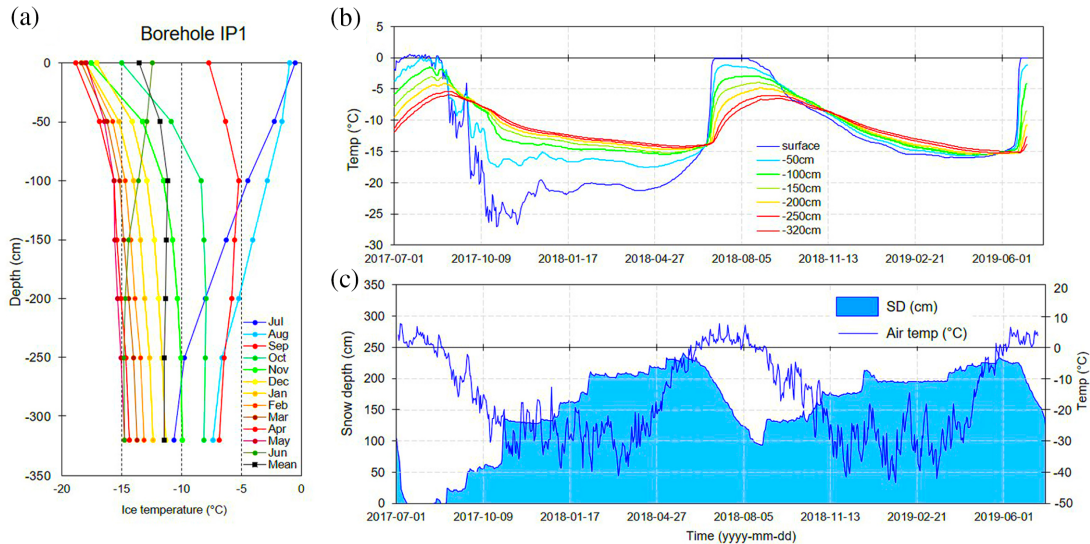 (a)
Borehole IP1
0
-50
-100
-150
-200
-250
-300
-350
Depth (cm)
-20 -15 -10 -5 0
Ice temperature (°C)
Jul
Aug
Sep
Oct
Nov
Dec
Jan
Feb
Mar
Apr
May
Jun
Mean
(b)
5
0
-5
-10
-15
-20
-25
-30
Temp (°C)
surface
-50cm
-100cm
-150cm
-200cm
-250cm
-320cm
2017-07-01 2017-10-09 2018-01-17 2018-04-27 2018-08-05 2018-11-13 2019-02-21 2019-06-01
(c)
350
300
250
200
150
100
50
0
Snow depth (cm)
SD (cm)
Air temp (°C)
20
10
0
-10
-20
-30
-40
-50
Temp (°C)
2017-07-01 2017-10-09 2018-01-17 2018-04-27 2018-08-05 2018-11-13 2019-02-21 2019-06-01
Time (yyyy-mm-dd)